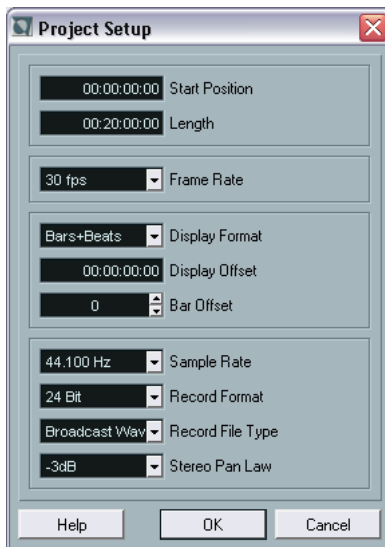 Project Setup
00:00:00:00 Start Position
00:20:00:00 Length
30 fps Frame Rate
Bars+Beats Display Format
00:00:00:00 Display Offset
0 Bar Offset
44.100 Hz Sample Rate
24 Bit Record Format
Broadcast Wav Record File Type
-3dB Stereo Pan Law
Help OK Cancel